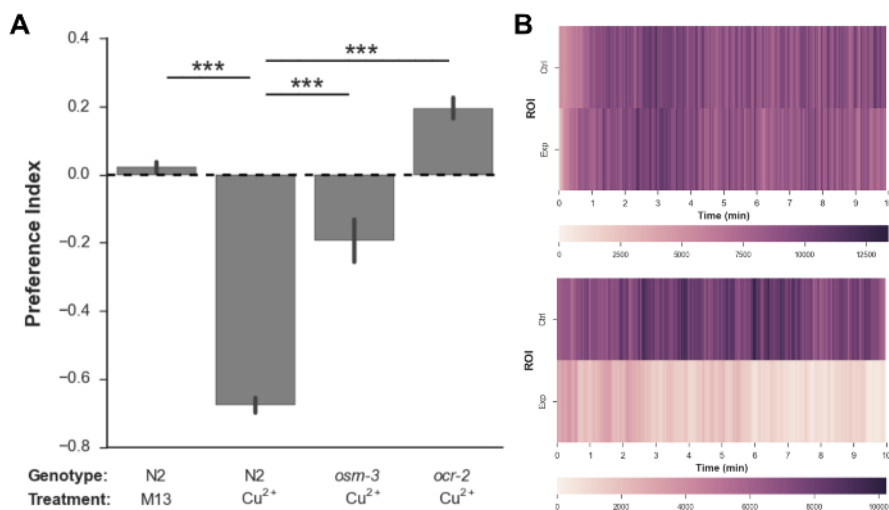 A
0.4
0.2
0.0
−0.2
−0.4
−0.6
−0.8
Preference Index
***
***
***
Genotype: N2 N2 osm-3 ocr-2
Treatment: M13 Cu²⁺ Cu²⁺ Cu²⁺
B
ROI
Ctrl
Exp
0 1 2 3 4 5 6 7 8 9 10
Time (min)
0 2500 5000 7500 10000 12500
ROI
Ctrl
Exp
0 1 2 3 4 5 6 7 8 9 10
Time (min)
0 2000 4000 6000 8000 10000